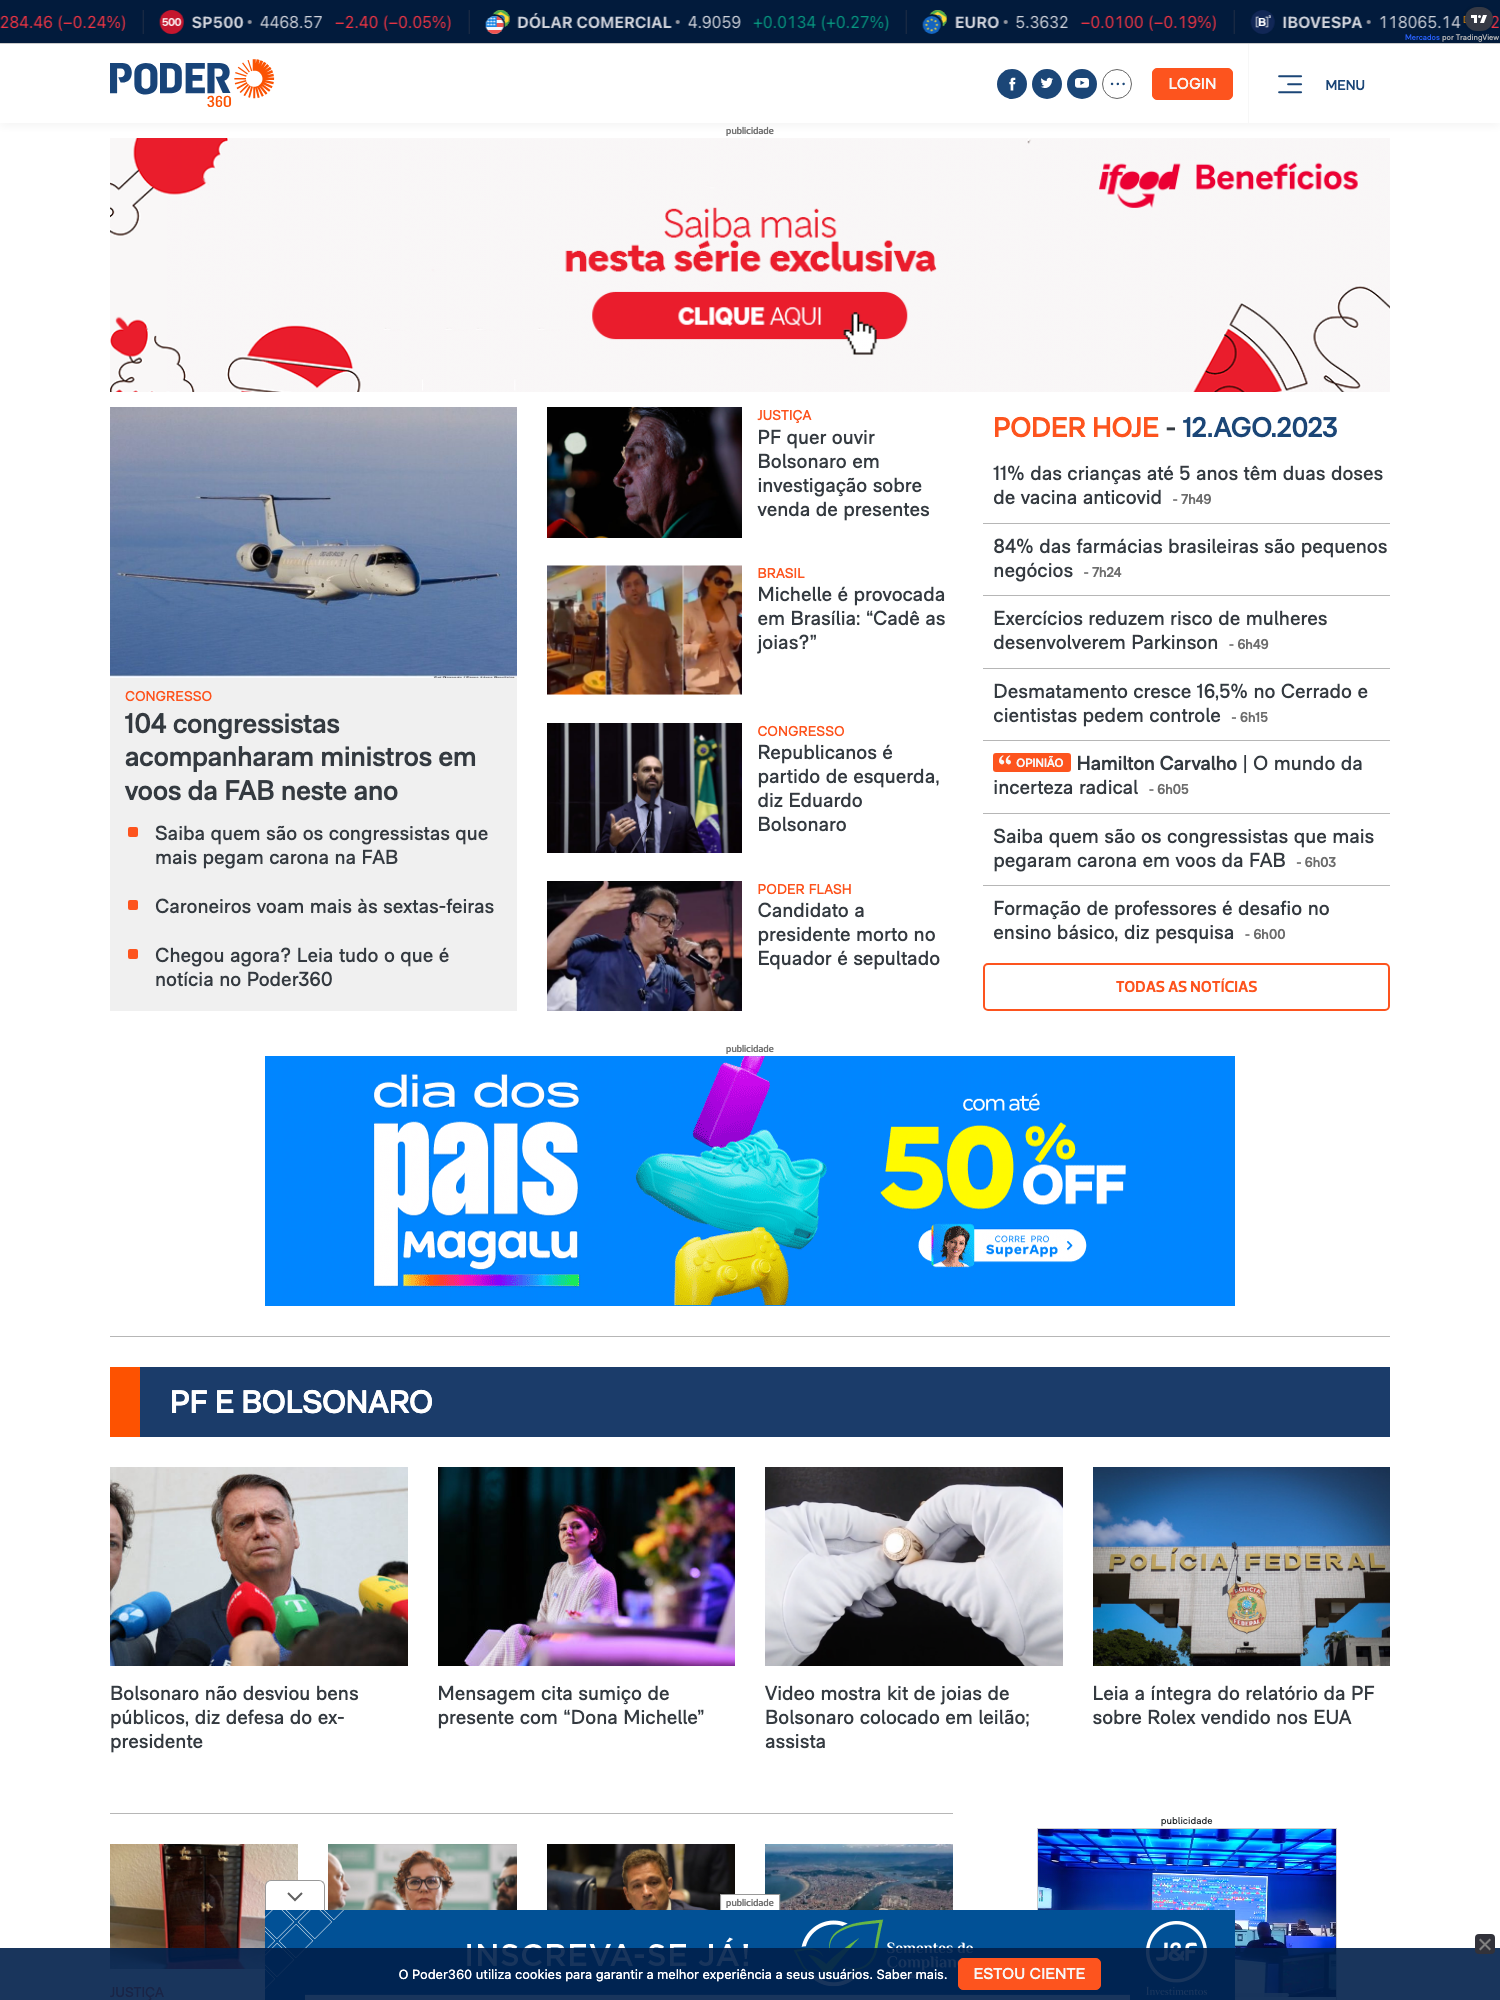 284.46 (−0.24%)
500 SP500 • 4468.57 −2.40 (−0.05%)
DÓLAR COMERCIAL • 4.9059 +0.0134 (+0.27%)
EURO • 5.3632 −0.0100 (−0.19%)
IBOVESPA • 118065.14
Mercados por TradingView
PODER
360
LOGIN
MENU
publicidade
ifood Benefícios
Saiba mais
nesta série exclusiva
CLIQUE AQUI
CONGRESSO
104 congressistas
acompanharam ministros em
voos da FAB neste ano
Saiba quem são os congressistas que
mais pegam carona na FAB
Caroneiros voam mais às sextas-feiras
Chegou agora? Leia tudo o que é
notícia no Poder360
JUSTIÇA
PF quer ouvir
Bolsonaro em
investigação sobre
venda de presentes
BRASIL
Michelle é provocada
em Brasília: “Cadê as
joias?”
CONGRESSO
Republicanos é
partido de esquerda,
diz Eduardo
Bolsonaro
PODER FLASH
Candidato a
presidente morto no
Equador é sepultado
PODER HOJE - 12.AGO.2023
11% das crianças até 5 anos têm duas doses
de vacina anticovid - 7h49
84% das farmácias brasileiras são pequenos
negócios - 7h24
Exercícios reduzem risco de mulheres
desenvolverem Parkinson - 6h49
Desmatamento cresce 16,5% no Cerrado e
cientistas pedem controle - 6h15
OPINIÃO Hamilton Carvalho | O mundo da
incerteza radical - 6h05
Saiba quem são os congressistas que mais
pegaram carona em voos da FAB - 6h03
Formação de professores é desafio no
ensino básico, diz pesquisa - 6h00
TODAS AS NOTÍCIAS
publicidade
dia dos
pais
Magalu
com até
50% OFF
CORRE PRO
SuperApp
PF E BOLSONARO
POLÍCIA FEDERAL
Bolsonaro não desviou bens
públicos, diz defesa do ex-
presidente
Mensagem cita sumiço de
presente com “Dona Michelle”
Video mostra kit de joias de
Bolsonaro colocado em leilão;
assista
Leia a íntegra do relatório da PF
sobre Rolex vendido nos EUA
publicidade
publicidade
INSCREVA-SE JÁ!
Sementes de
Compliance
J&F
Investimentos
JUSTIÇA
O Poder360 utiliza cookies para garantir a melhor experiência a seus usuários. Saber mais.
ESTOU CIENTE